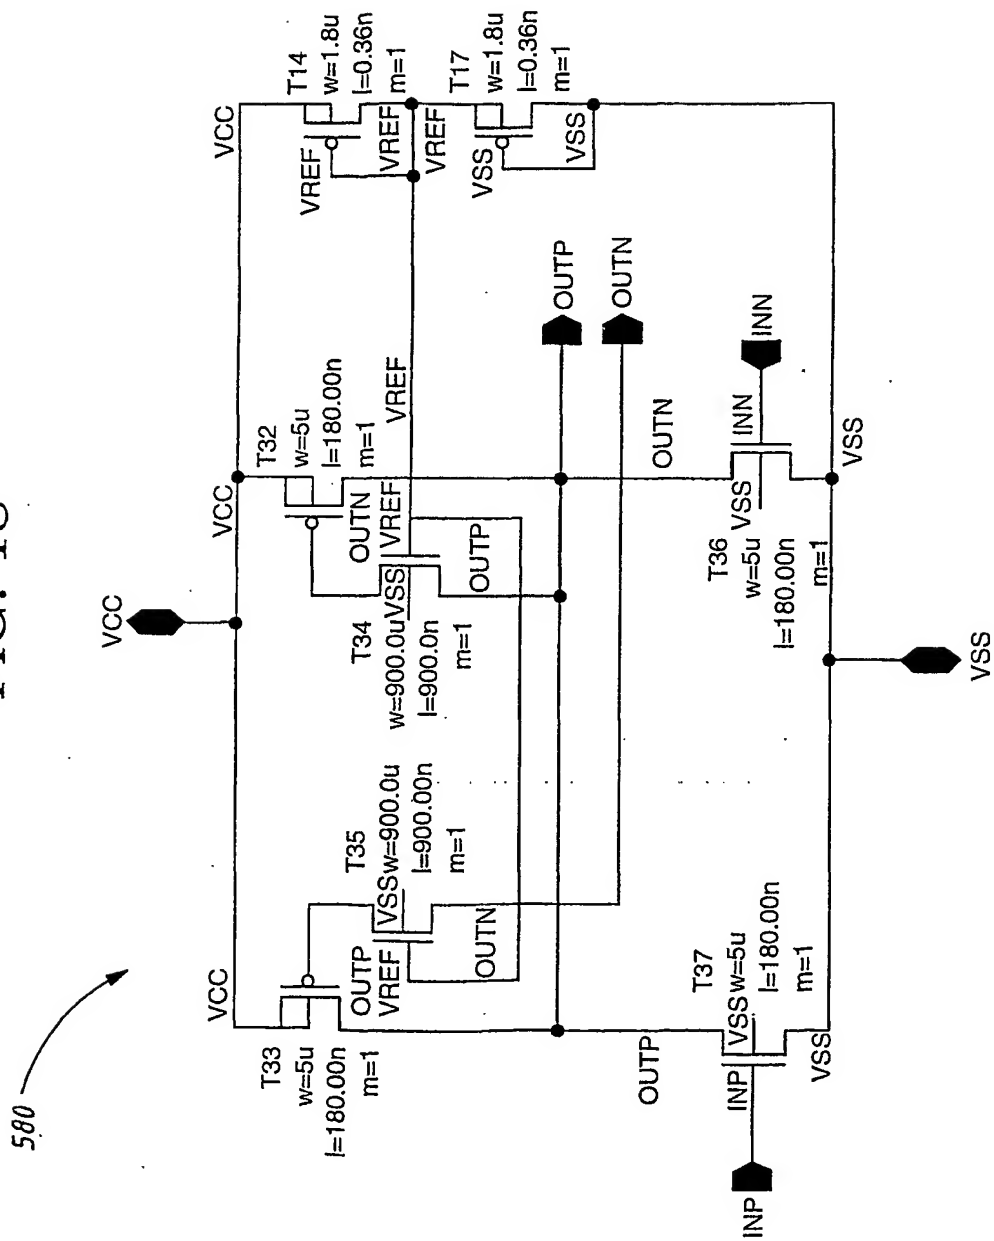 580
VCC
VCC
T33
w=5u
l=180.00n
m=1
OUTP
VREF
T35
VSS w=900.0u
l=900.00n
m=1
OUTN
VCC
T32
w=5u
l=180.00n
m=1
OUTN
VREF
VSS
T34
w=900.0u
l=900.0n
m=1
OUTP
VREF
VCC
T14
w=1.8u
l=0.36n
m=1
VREF
VREF
VREF
T17
w=1.8u
l=0.36n
m=1
VSS
VSS
OUTP
OUTN
OUTP
T37
VSS w=5u
l=180.00n
m=1
INP
INP
VSS
OUTN
INN
INN
VSS
T36
w=5u
l=180.00n
m=1
VSS
VSS